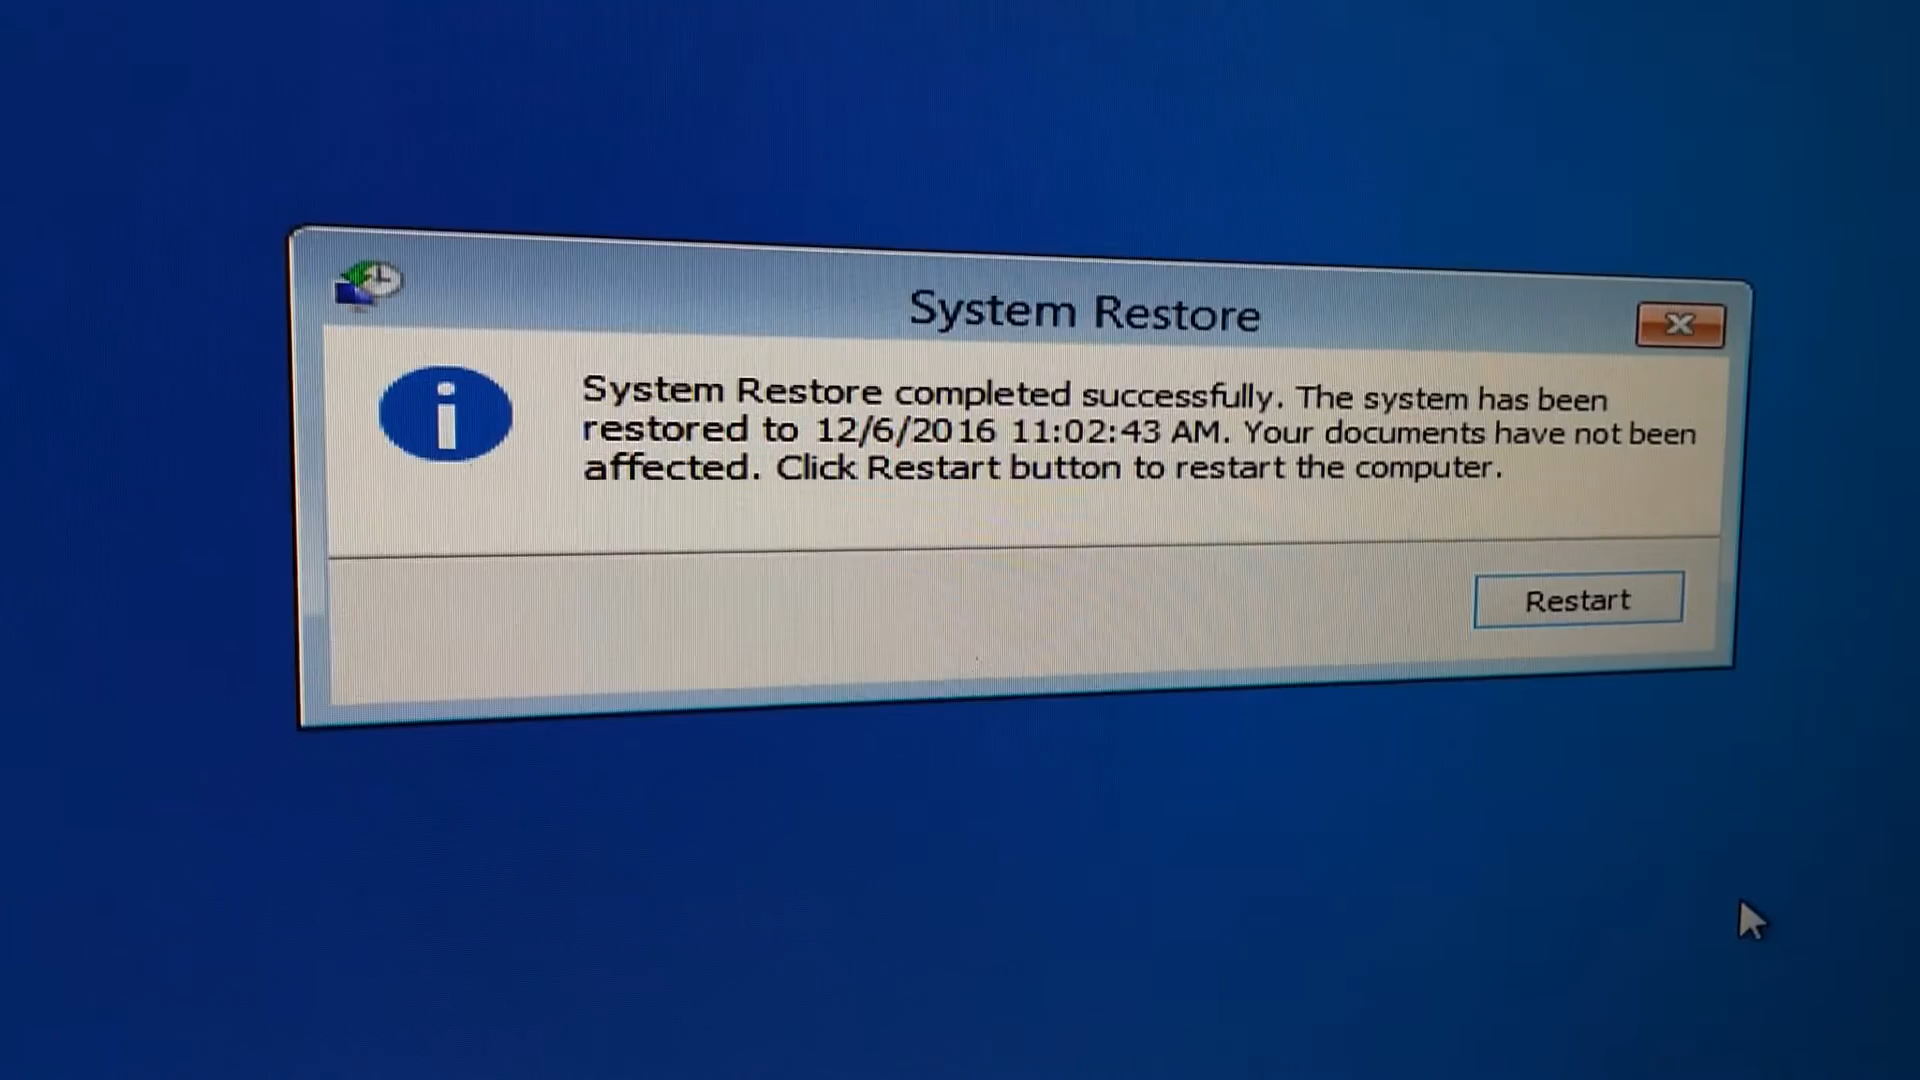 System Restore
System Restore completed successfully. The system has been
restored to 12/6/2016 11:02:43 AM. Your documents have not been
affected. Click Restart button to restart the computer.
Restart